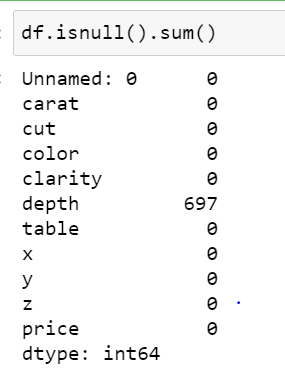 df.isnull().sum()
Unnamed: 0 0
carat 0
cut 0
color 0
clarity 0
depth 697
table 0
x 0
y 0
z 0
price 0
dtype: int64